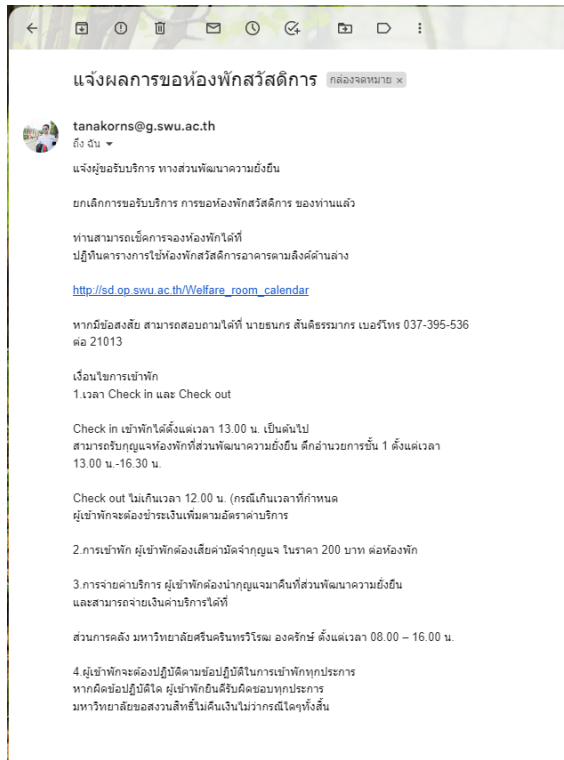 แจ้งผลการขอห้องพักสวัสดิการ กล่องจดหมาย ×
tanakorns@g.swu.ac.th
ถึง ฉัน
แจ้งผู้ขอรับบริการ ทางส่วนพัฒนาความยั่งยืน
ยกเลิกการขอรับบริการ การขอห้องพักสวัสดิการ ของท่านแล้ว
ท่านสามารถเช็คการจองห้องพักได้ที่
ปฏิทินตารางการใช้ห้องพักสวัสดิการอาคารตามลิงค์ด้านล่าง
http://sd.op.swu.ac.th/Welfare_room_calendar
หากมีข้อสงสัย สามารถสอบถามได้ที่ นายธนกร สันติธรรมากร เบอร์โทร 037-395-536
ต่อ 21013
เงื่อนไขการเข้าพัก
1.เวลา Check in และ Check out
Check in เข้าพักได้ตั้งแต่เวลา 13.00 น. เป็นต้นไป
สามารถรับกุญแจห้องพักที่ส่วนพัฒนาความยั่งยืน ตึกอำนวยการชั้น 1 ตั้งแต่เวลา
13.00 น.-16.30 น.
Check out ไม่เกินเวลา 12.00 น. (กรณีเกินเวลาที่กำหนด
ผู้เข้าพักจะต้องชำระเงินเพิ่มตามอัตราค่าบริการ
2.การเข้าพัก ผู้เข้าพักต้องเสียค่ามัดจำกุญแจ ในราคา 200 บาท ต่อห้องพัก
3.การจ่ายค่าบริการ ผู้เข้าพักต้องนำกุญแจมาคืนที่ส่วนพัฒนาความยั่งยืน
และสามารถจ่ายเงินค่าบริการได้ที่
ส่วนการคลัง มหาวิทยาลัยศรีนครินทรวิโรฒ องครักษ์ ตั้งแต่เวลา 08.00 – 16.00 น.
4.ผู้เข้าพักจะต้องปฏิบัติตามข้อปฏิบัติในการเข้าพักทุกประการ
หากผิดข้อปฏิบัติใด ผู้เข้าพักยินดีรับผิดชอบทุกประการ
มหาวิทยาลัยขอสงวนสิทธิ์ไม่คืนเงินไม่ว่ากรณีใดๆทั้งสิ้น